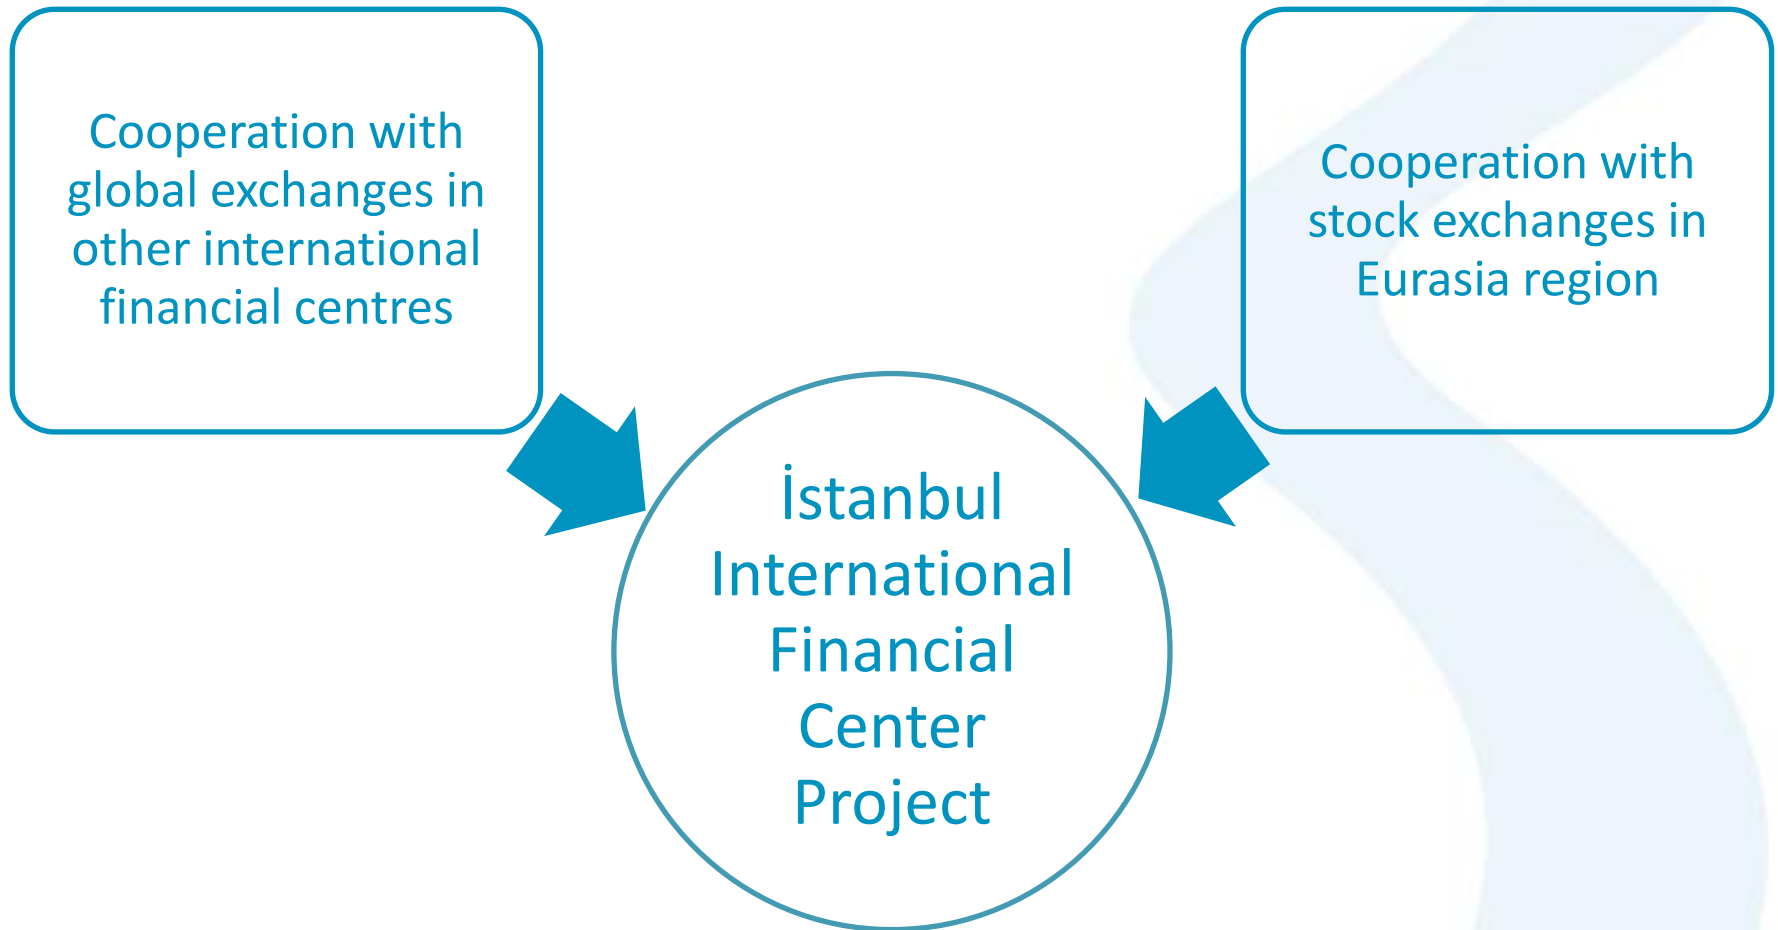 Cooperation with
global exchanges in
other international
financial centres
Cooperation with
stock exchanges in
Eurasia region
İstanbul
International
Financial
Center
Project